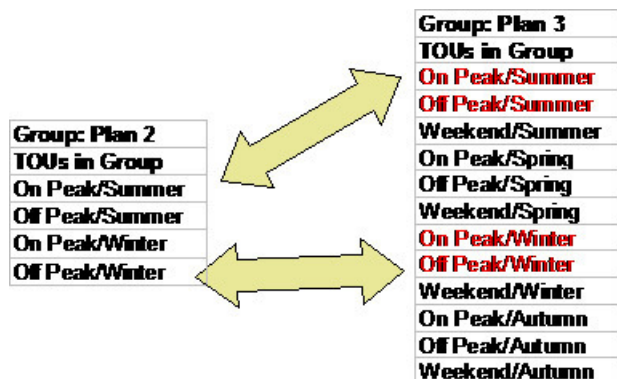 Group: Plan 2
TOUs in Group
On Peak/Summer
Off Peak/Summer
On Peak/Winter
Off Peak/Winter
Group: Plan 3
TOUs in Group
On Peak/Summer
Off Peak/Summer
Weekend/Summer
On Peak/Spring
Off Peak/Spring
Weekend/Spring
On Peak/Winter
Off Peak/Winter
Weekend/Winter
On Peak/Autumn
Off Peak/Autumn
Weekend/Autumn